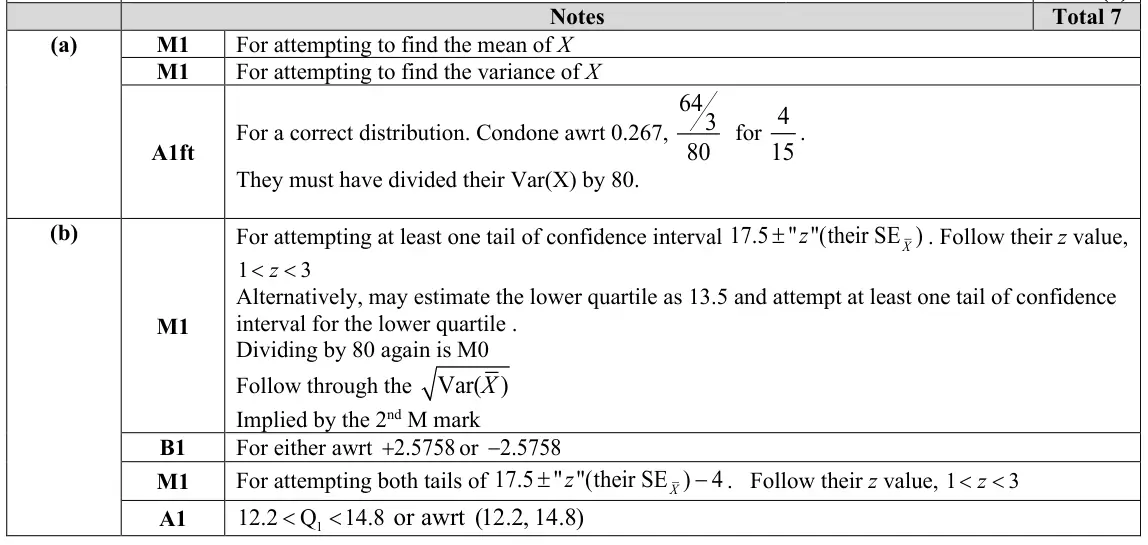 Notes Total 7
(a) M1 For attempting to find the mean of X
M1 For attempting to find the variance of X
A1ft For a correct distribution. Condone awrt 0.267, 64/3 / 80 for 4/15.
They must have divided their Var(X) by 80.
(b) M1 For attempting at least one tail of confidence interval 17.5 ± "z"(their SE_X̅). Follow their z value,
1 < z < 3
Alternatively, may estimate the lower quartile as 13.5 and attempt at least one tail of confidence
interval for the lower quartile .
Dividing by 80 again is M0
Follow through the √Var(X̅)
Implied by the 2nd M mark
B1 For either awrt +2.5758 or −2.5758
M1 For attempting both tails of 17.5 ± "z"(their SE_X̅) − 4. Follow their z value, 1 < z < 3
A1 12.2 < Q₁ < 14.8 or awrt (12.2, 14.8)